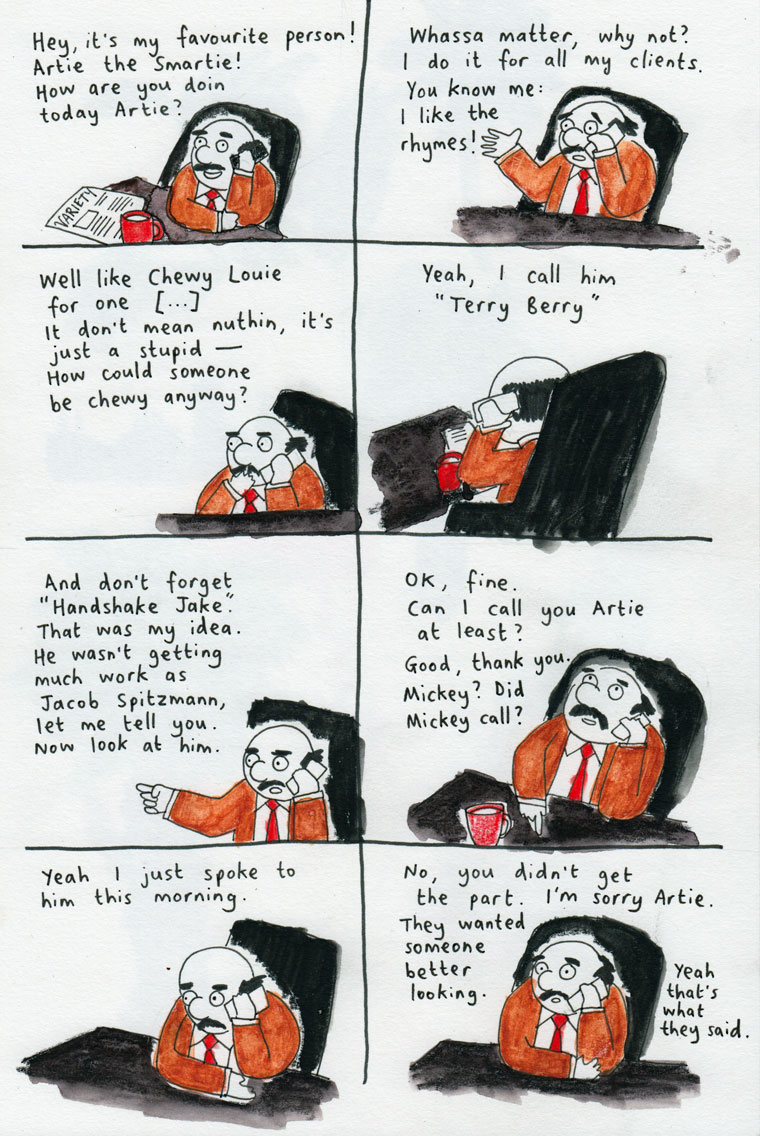 Hey, it's my favourite person!
Artie the Smartie!
How are you doin
today Artie?
VARIETY
Whassa matter, why not?
I do it for all my clients.
You know me:
I like the
rhymes!
Well like Chewy Louie
for one [...]
It don't mean nuthin, it's
just a stupid —
How could someone
be chewy anyway?
Yeah, I call him
"Terry Berry"
And don't forget
"Handshake Jake".
That was my idea.
He wasn't getting
much work as
Jacob Spitzmann,
let me tell you.
Now look at him.
OK, fine.
Can I call you Artie
at least?
Good, thank you.
Mickey? Did
Mickey call?
Yeah I just spoke to
him this morning.
No, you didn't get
the part. I'm sorry Artie.
They wanted
someone
better
looking.
Yeah
that's
what
they said.